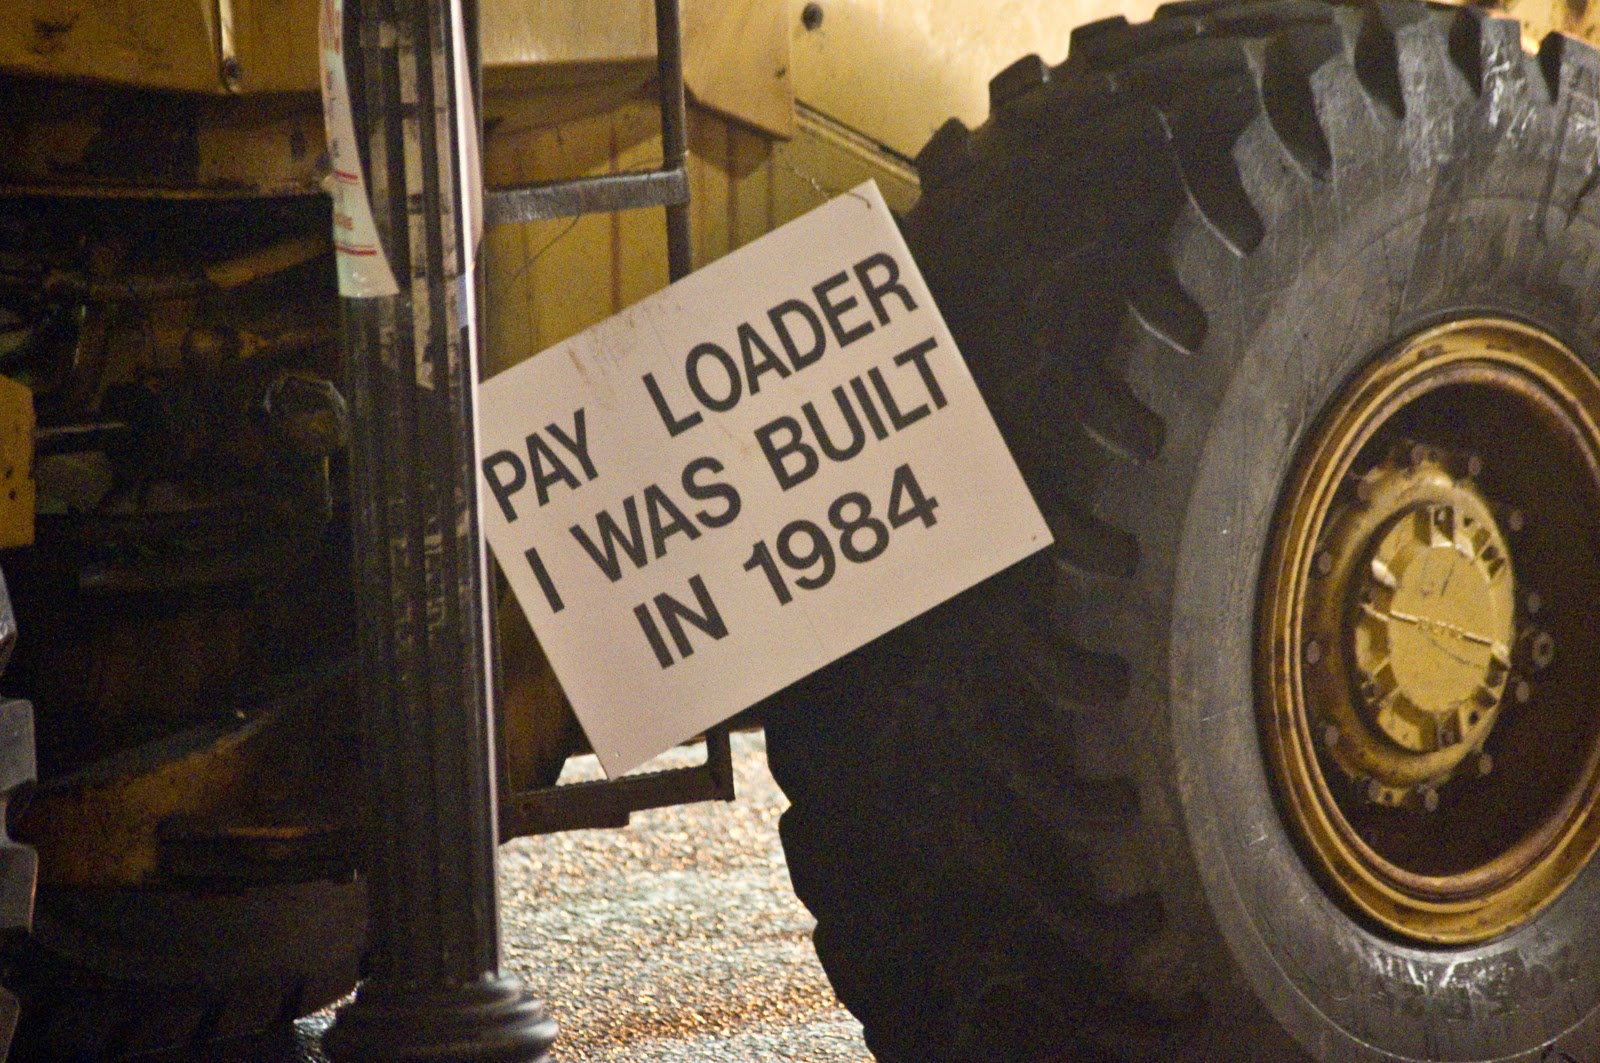 PAY LOADER
I WAS BUILT
IN 1984